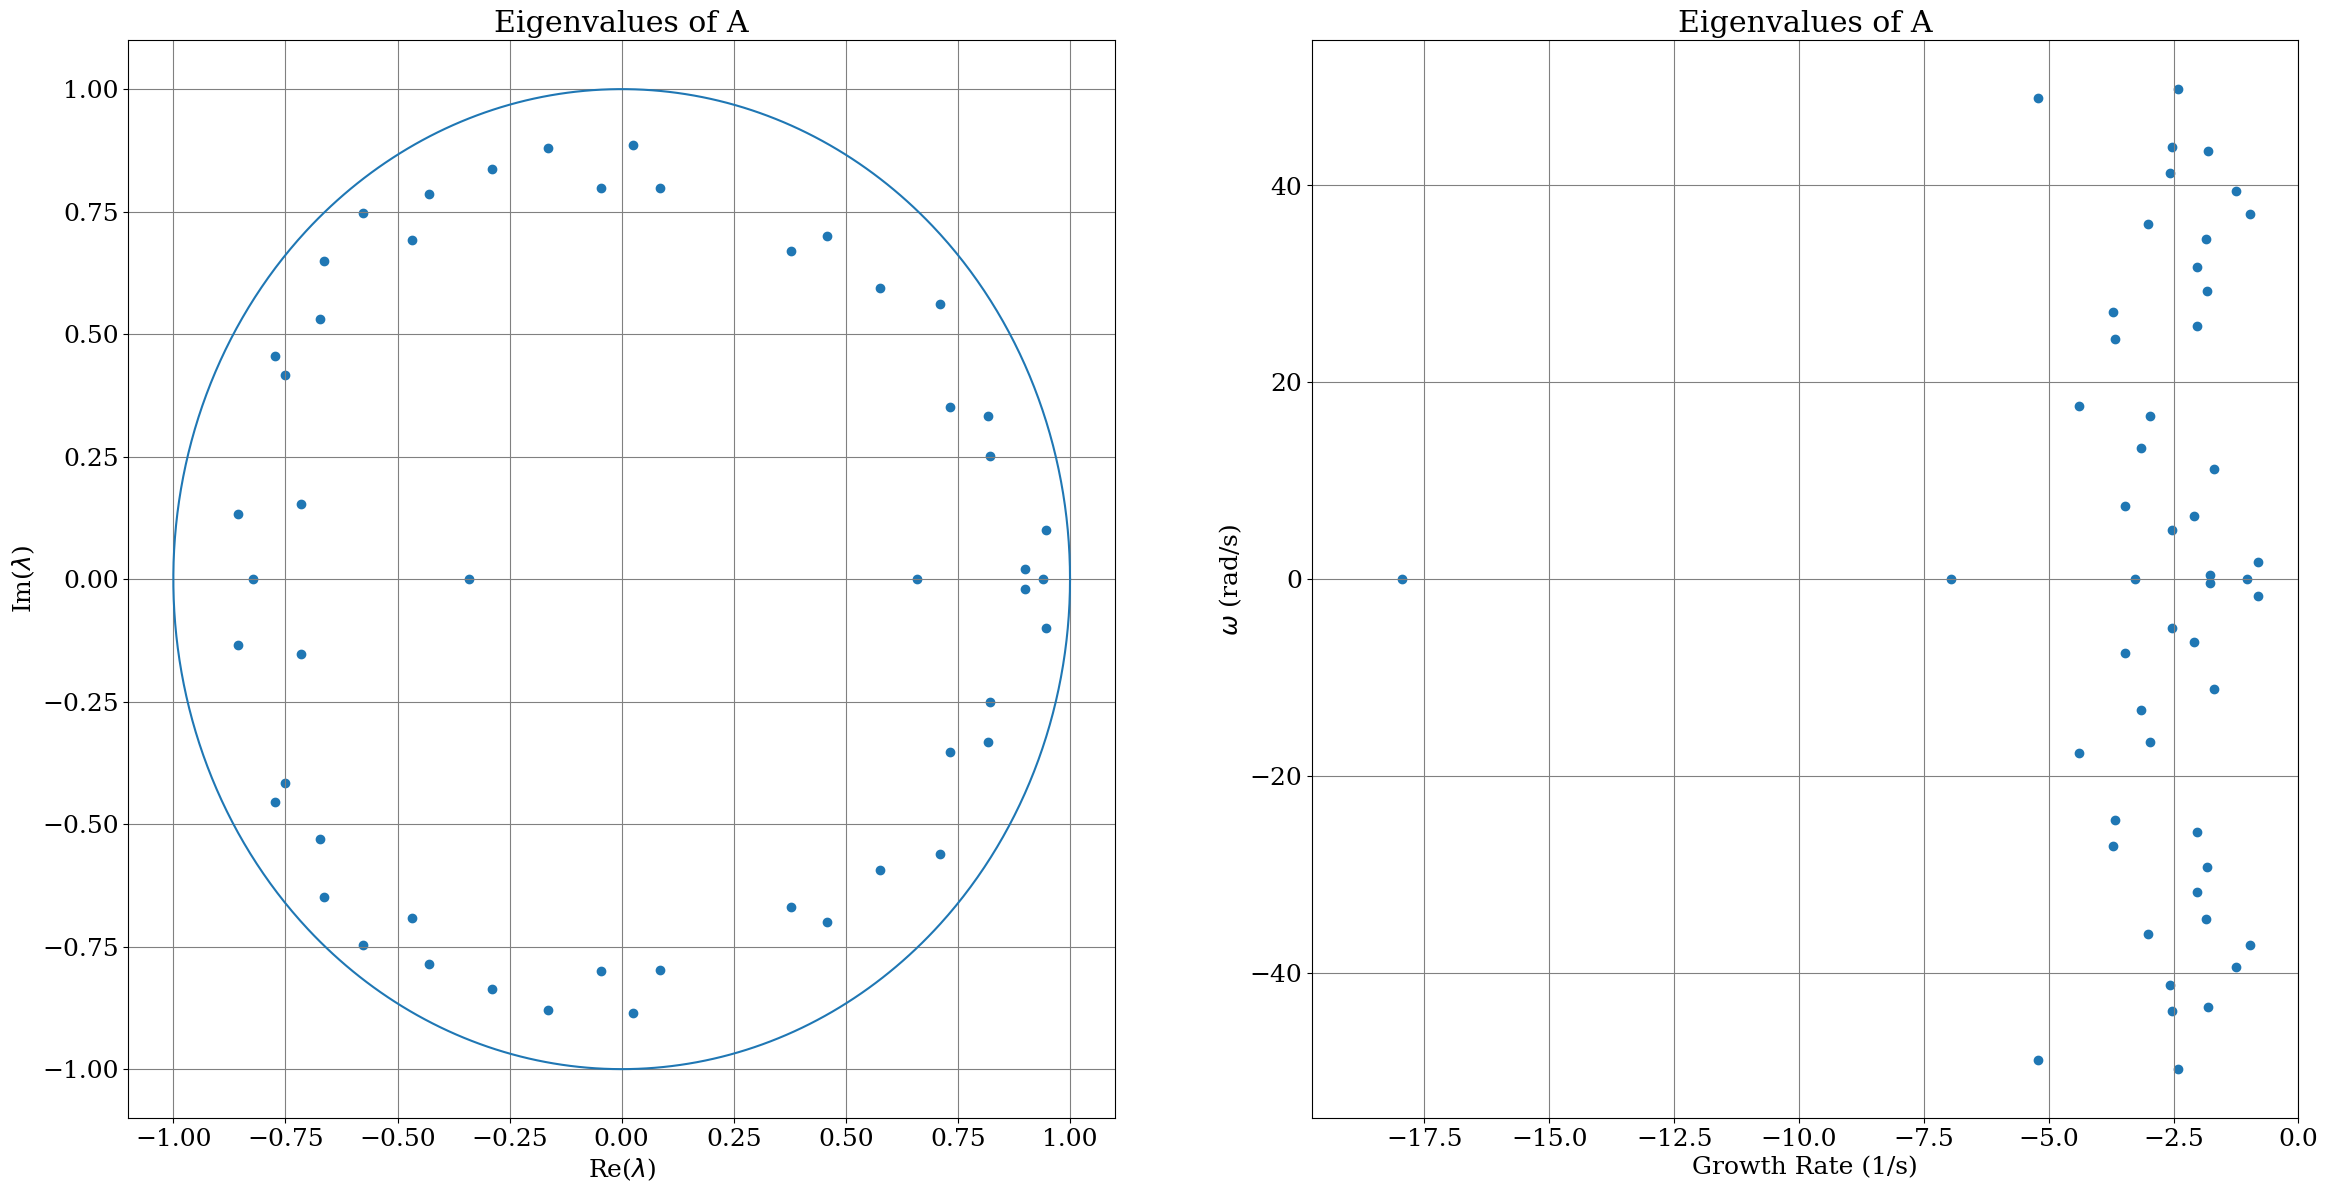 Eigenvalues of A
1.00
0.75
0.50
0.25
0.00
−0.25
−0.50
−0.75
−1.00
Im(λ)
−1.00 −0.75 −0.50 −0.25 0.00 0.25 0.50 0.75 1.00
Re(λ)
Eigenvalues of A
40
20
0
−20
−40
ω (rad/s)
−17.5 −15.0 −12.5 −10.0 −7.5 −5.0 −2.5 0.0
Growth Rate (1/s)